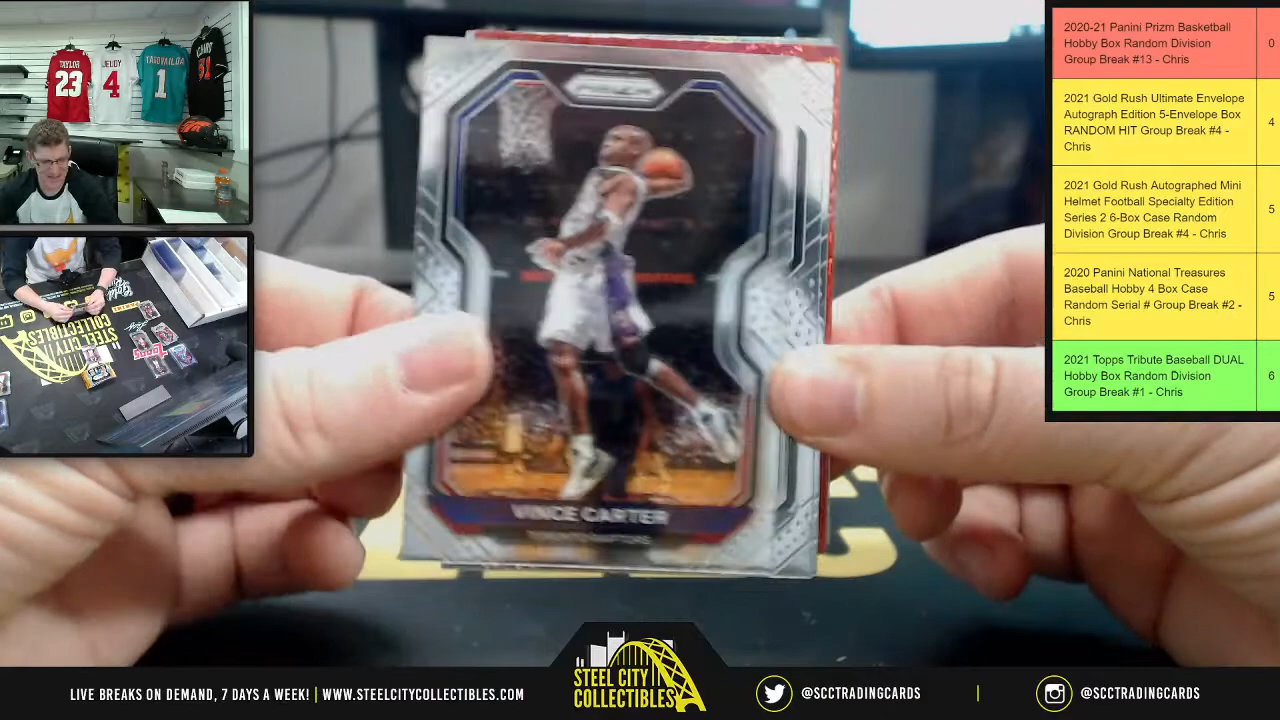 TAYLOR
23
JEUDY
4
TAGOVAILOA
1
CAIRO
31
STEEL CITY
COLLECTIBLES
VINCE CARTER
2020-21 Panini Prizm Basketball
Hobby Box Random Division
Group Break #13 - Chris
0
2021 Gold Rush Ultimate Envelope
Autograph Edition 5-Envelope Box
RANDOM HIT Group Break #4 -
Chris
4
2021 Gold Rush Autographed Mini
Helmet Football Specialty Edition
Series 2 6-Box Case Random
Division Group Break #4 - Chris
5
2020 Panini National Treasures
Baseball Hobby 4 Box Case
Random Serial # Group Break #2 -
Chris
5
2021 Topps Tribute Baseball DUAL
Hobby Box Random Division
Group Break #1 - Chris
6
LIVE BREAKS ON DEMAND, 7 DAYS A WEEK! | WWW.STEELCITYCOLLECTIBLES.COM
STEEL CITY
COLLECTIBLES
@SCCTRADINGCARDS
@SCCTRADINGCARDS